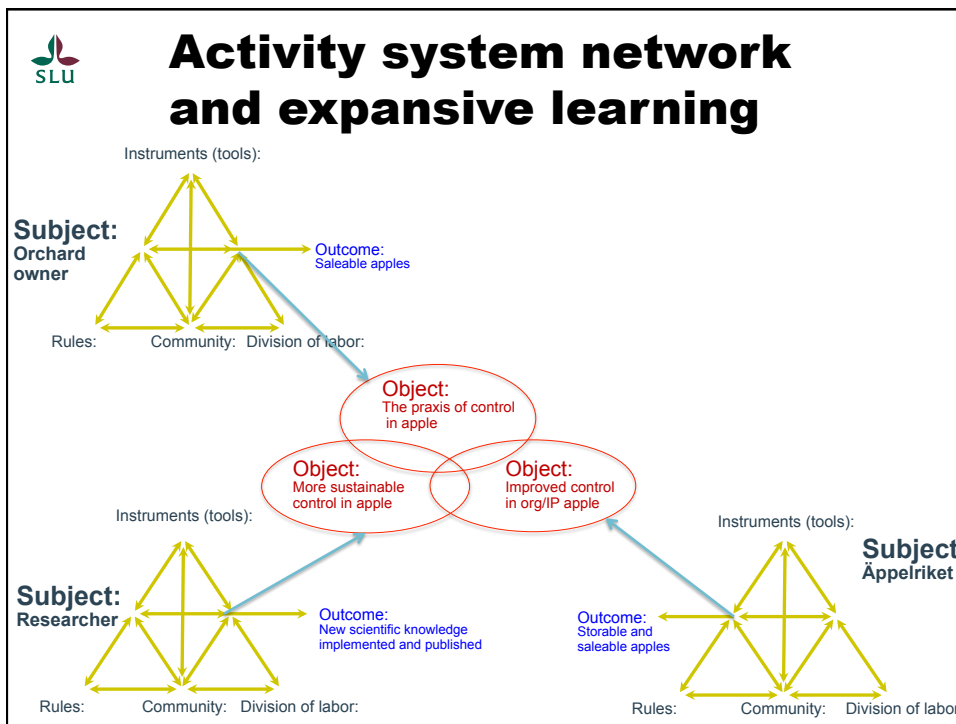 SLU
Activity system network
and expansive learning
Instruments (tools):
Subject:
Orchard
owner
Outcome:
Saleable apples
Rules:
Community:
Division of labor:
Object:
The praxis of control
in apple
Object:
More sustainable
control in apple
Object:
Improved control
in org/IP apple
Instruments (tools):
Subject:
Researcher
Outcome:
New scientific knowledge
implemented and published
Rules:
Community:
Division of labor:
Instruments (tools):
Subject
Äppelriket
Outcome:
Storable and
saleable apples
Rules:
Community:
Division of labor